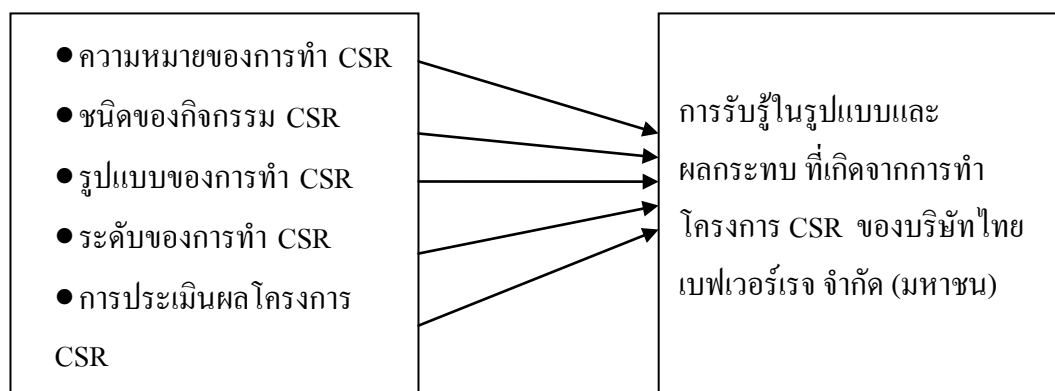 ●ความหมายของการทำ CSR
●ชนิดของกิจกรรม CSR
●รูปแบบของการทำ CSR
●ระดับของการทำ CSR
●การประเมินผลโครงการ
CSR
การรับรู้ในรูปแบบและ
ผลกระทบ ที่เกิดจากการทำ
โครงการ CSR ของบริษัทไทย
เบฟเวอร์เรจ จำกัด (มหาชน)